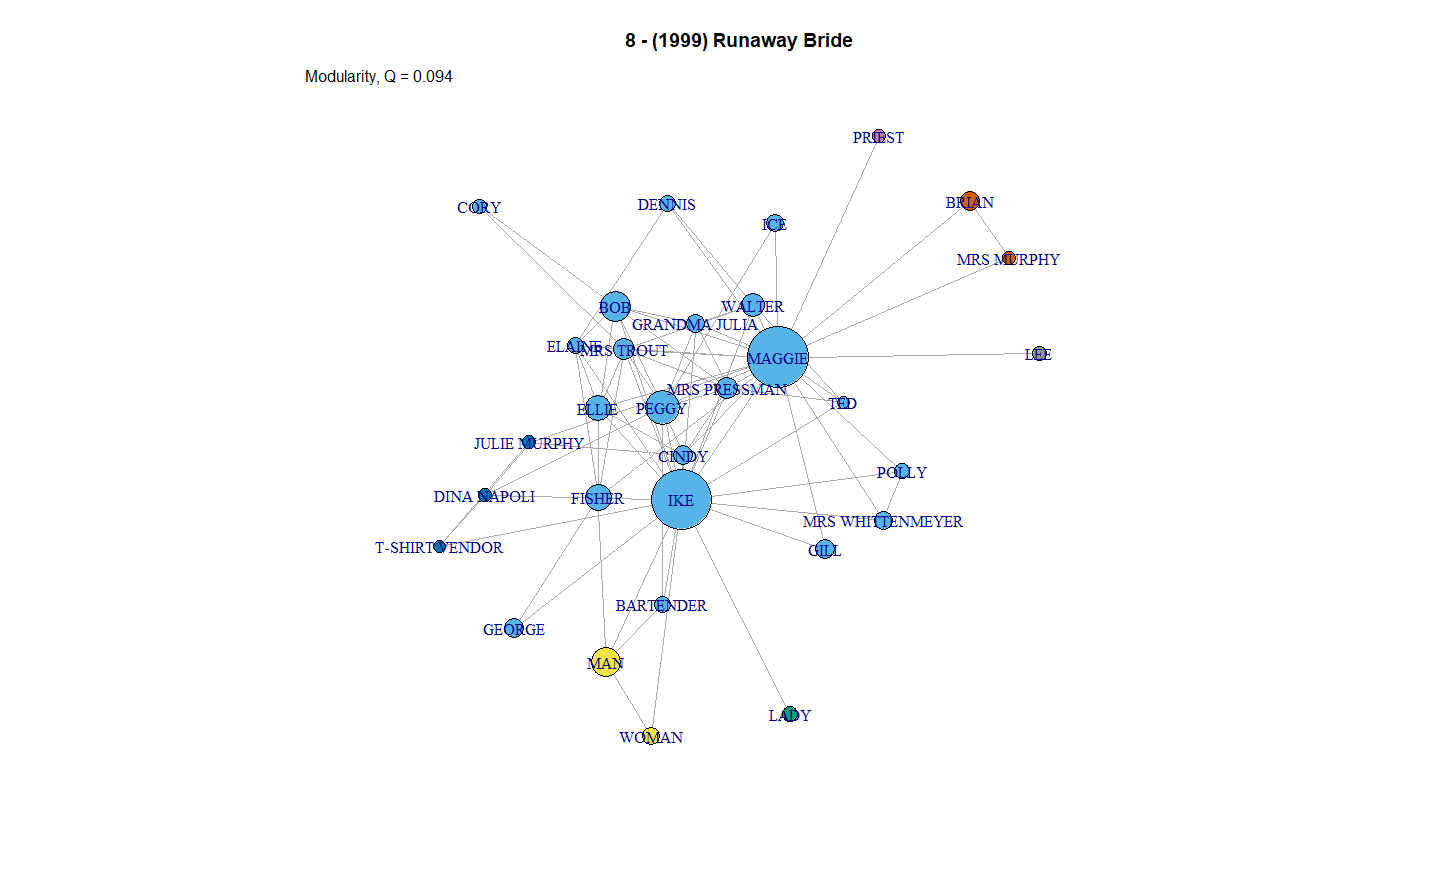 8 - (1999) Runaway Bride
Modularity, Q = 0.094
PRIEST
BRIAN
CORY
DENNIS
ICE
MRS MURPHY
BOB
WALTER
GRANDMA JULIA
ELAINE
MRS TROUT
MAGGIE
LEE
MRS PRESSMAN
TED
ELLIE
PEGGY
JULIE MURPHY
CINDY
POLLY
DINA NAPOLI
FISHER
IKE
MRS WHITTENMEYER
T-SHIRT VENDOR
GILL
BARTENDER
GEORGE
MAN
LADY
WOMAN